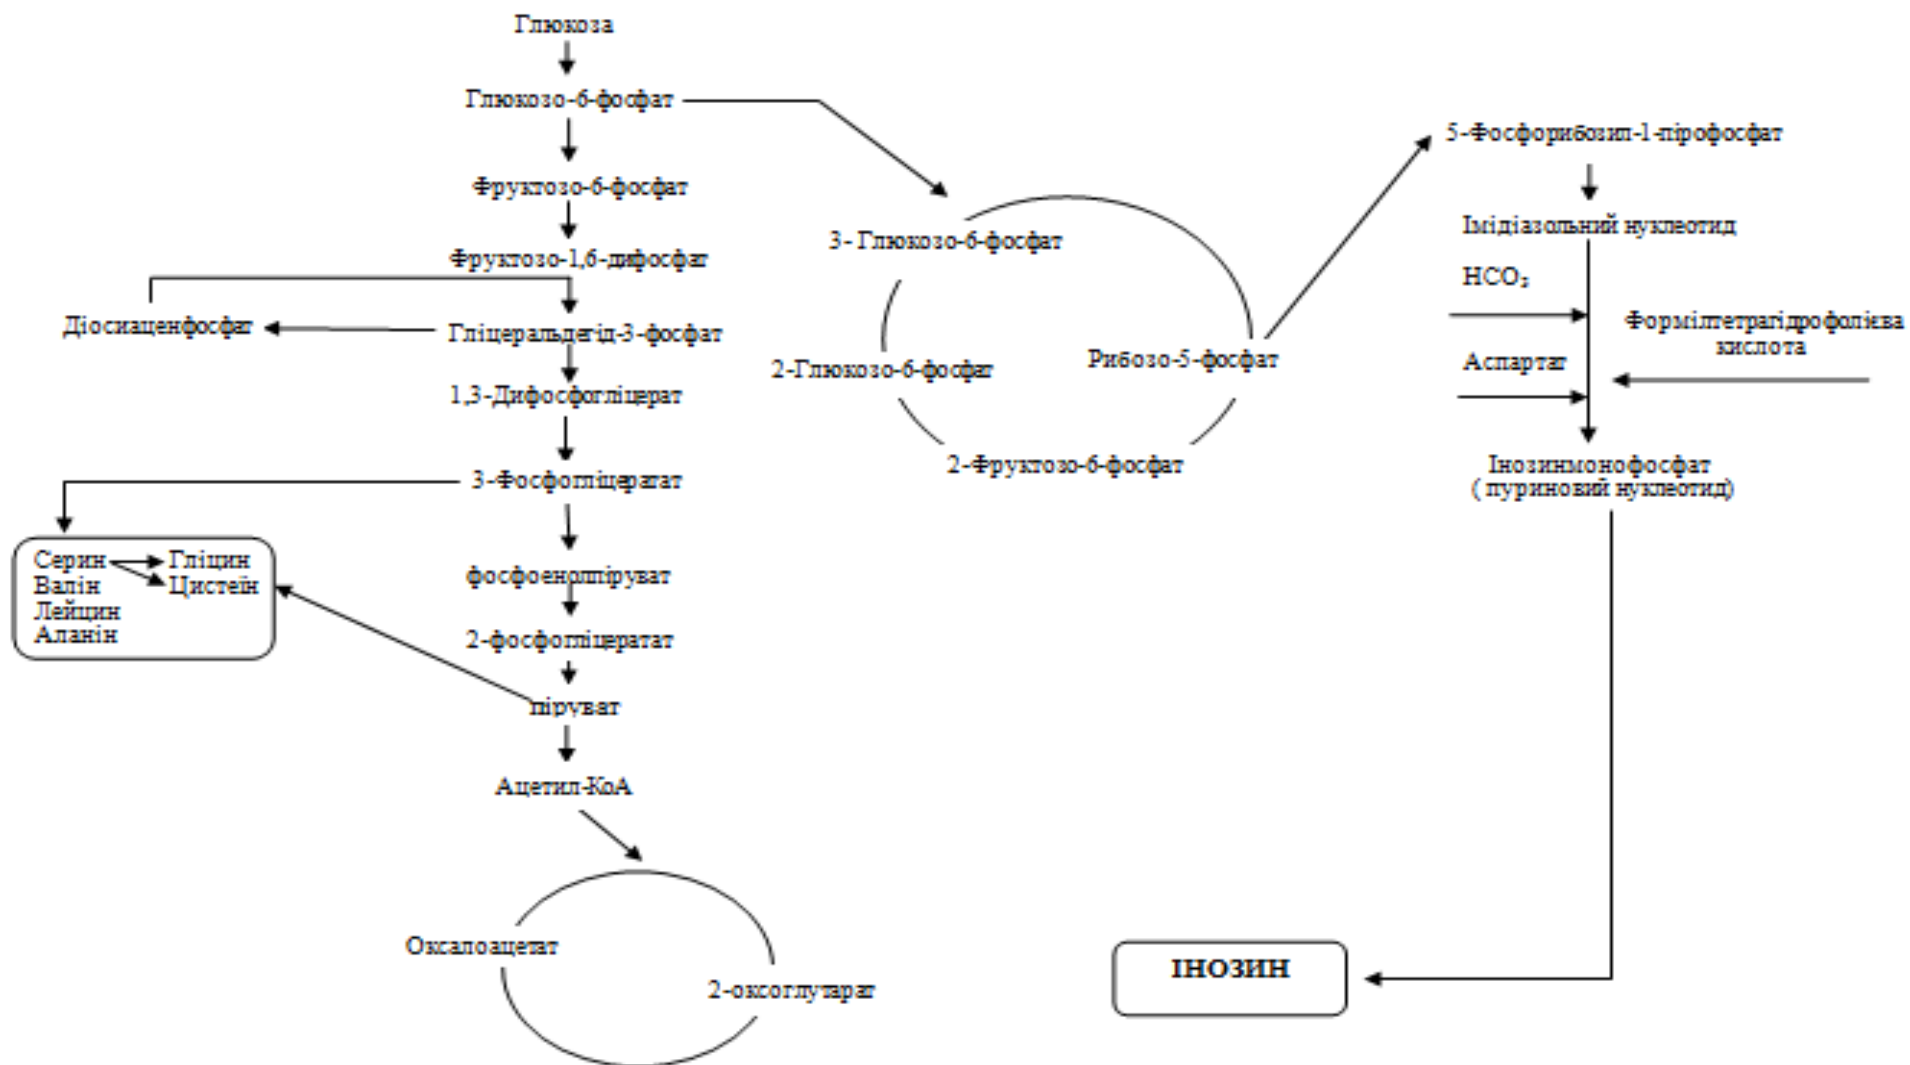 Глюкоза
Глюкозо-6-фосфат
Фруктозо-6-фосфат
Фруктозо-1,6-дифосфат
Діосиаценфосфат
Гліцеральдегід-3-фосфат
1,3-Дифосфогліцерат
3-Фосфогліцератат
Серин
Гліцин
Валін
Цистеїн
Лейцин
Аланін
фосфоенолпіруват
2-фосфогліцератат
піруват
Ацетил-КоА
Оксалоацетат
2-оксоглутарат
3- Глюкозо-6-фосфат
2-Глюкозо-6-фосфат
Рибозо-5-фосфат
2-Фруктозо-6-фосфат
5-Фосфорибозил-1-пірофосфат
Імідіазольний нуклеотид
HCO₃
Формілтетрагідрофолієва
кислота
Аспартат
Інозинмонофосфат
( пуриновий нуклеотид)
ІНОЗИН